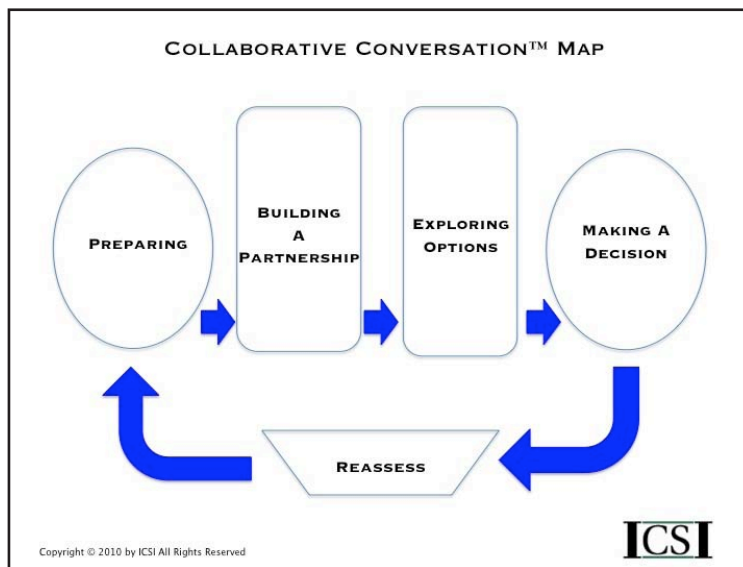 COLLABORATIVE CONVERSATION™ MAP
PREPARING
BUILDING
A
PARTNERSHIP
EXPLORING
OPTIONS
MAKING A
DECISION
REASSESS
Copyright © 2010 by ICSI All Rights Reserved
ICSI